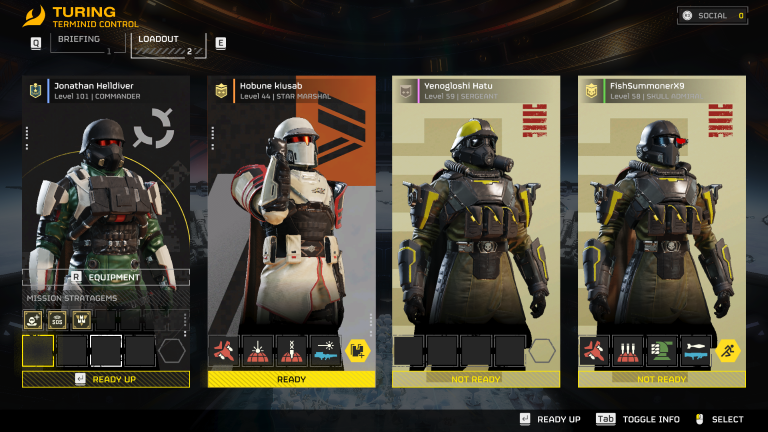 TURING
TERMINID CONTROL
SOCIAL 0
Q
BRIEFING
1
LOADOUT
2
E
Jonathan Helldiver
Level 101 | COMMANDER
Hobune kiusab
Level 44 | STAR MARSHAL
Yenogloshi Hatu
Level 59 | SERGEANT
FishSummonerX9
Level 58 | SKULL ADMIRAL
R EQUIPMENT
MISSION STRATAGEMS
SOS
READY UP
READY
NOT READY
NOT READY
READY UP
Tab TOGGLE INFO
SELECT